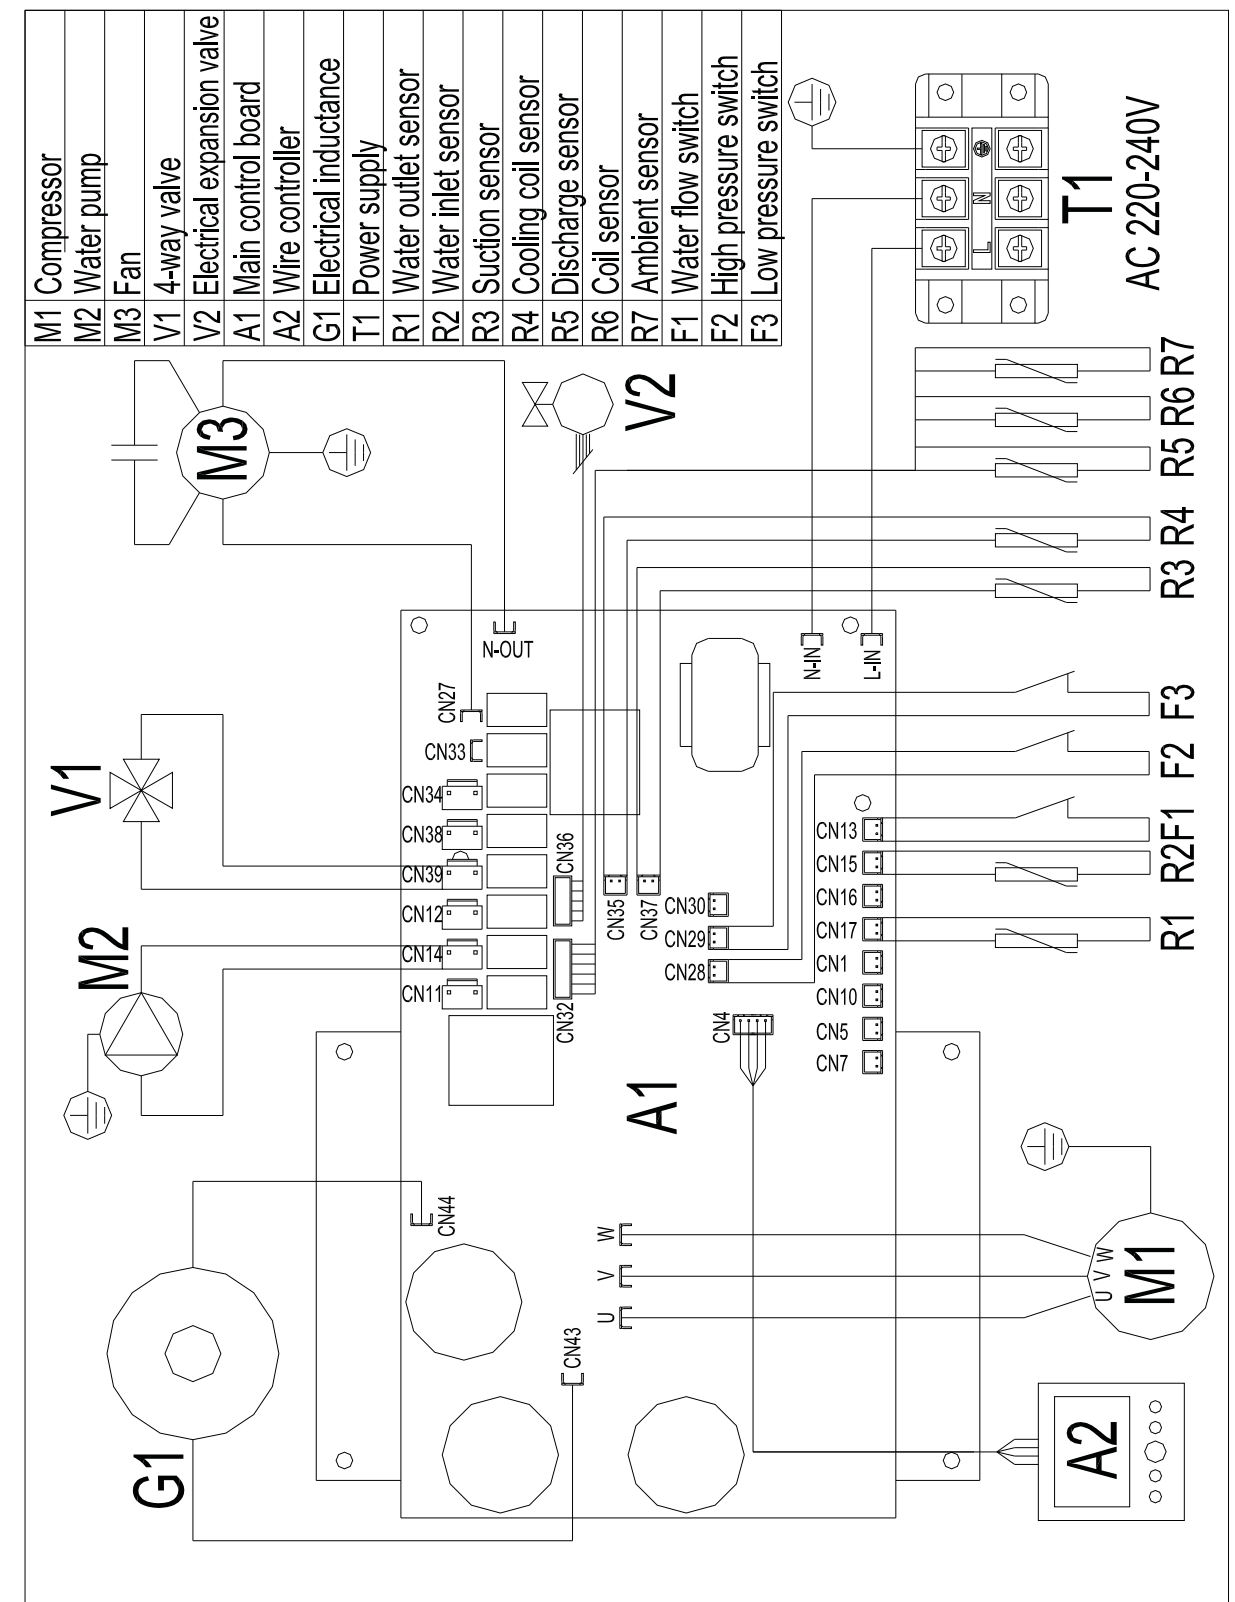 M1 Compressor
M2 Water pump
M3 Fan
V1 4-way valve
V2 Electrical expansion valve
A1 Main control board
A2 Wire controller
G1 Electrical inductance
T1 Power supply
R1 Water outlet sensor
R2 Water inlet sensor
R3 Suction sensor
R4 Cooling coil sensor
R5 Discharge sensor
R6 Coil sensor
R7 Ambient sensor
F1 Water flow switch
F2 High pressure switch
F3 Low pressure switch
T1
AC 220-240V
N
L
M3
V2
R7
R6
R5
R4
R3
N-OUT
N-IN
L-IN
CN27
CN33
CN34
CN38
CN39
CN12
CN14
CN11
CN36
CN32
CN35
CN37
CN30
CN29
CN28
CN4
CN13
CN15
CN16
CN17
CN1
CN10
CN5
CN7
F3
F2
R2F1
R1
V1
M2
A1
CN44
CN43
W
V
U
U V W
M1
G1
A2